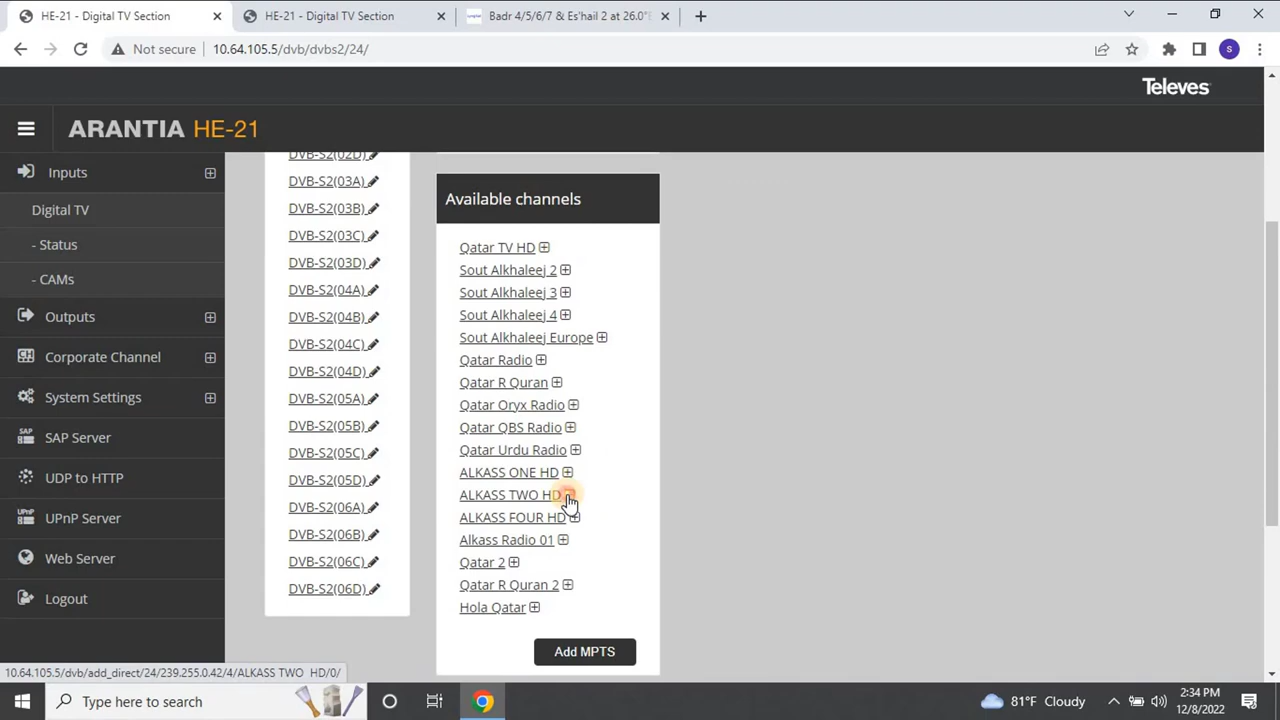 HE-21 - Digital TV Section
HE-21 - Digital TV Section
Badr 4/5/6/7 & Es'hail 2 at 26.0°
Not secure
10.64.105.5/dvb/dvbs2/24/
S
Televes
ARANTIA HE-21
Inputs
Digital TV
- Status
- CAMs
Outputs
Corporate Channel
System Settings
SAP Server
UDP to HTTP
UPnP Server
Web Server
Logout
DVB-S2(02D)
DVB-S2(03A)
DVB-S2(03B)
DVB-S2(03C)
DVB-S2(03D)
DVB-S2(04A)
DVB-S2(04B)
DVB-S2(04C)
DVB-S2(04D)
DVB-S2(05A)
DVB-S2(05B)
DVB-S2(05C)
DVB-S2(05D)
DVB-S2(06A)
DVB-S2(06B)
DVB-S2(06C)
DVB-S2(06D)
Available channels
Qatar TV HD
Sout Alkhaleej 2
Sout Alkhaleej 3
Sout Alkhaleej 4
Sout Alkhaleej Europe
Qatar Radio
Qatar R Quran
Qatar Oryx Radio
Qatar QBS Radio
Qatar Urdu Radio
ALKASS ONE HD
ALKASS TWO HD
ALKASS FOUR HD
Alkass Radio 01
Qatar 2
Qatar R Quran 2
Hola Qatar
Add MPTS
10.64.105.5/dvb/add_direct/24/239.255.0.42/4/ALKASS TWO HD/0/
Type here to search
81°F Cloudy
2:34 PM
12/8/2022